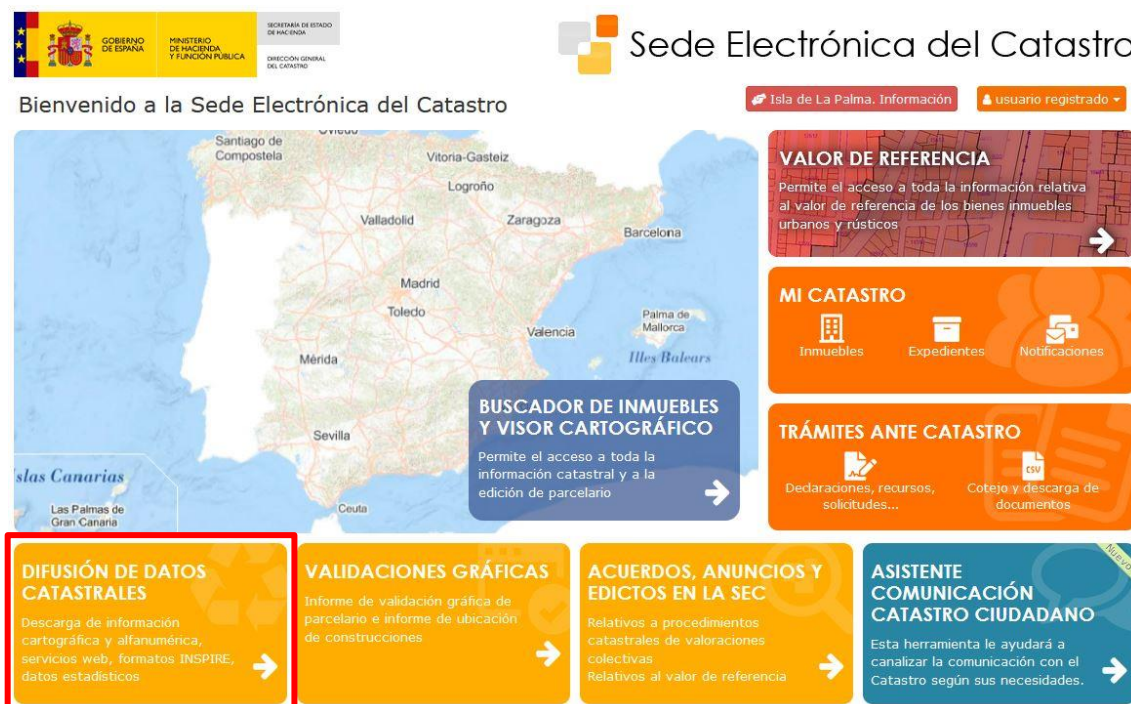 GOBIERNO
DE ESPAÑA
MINISTERIO
DE HACIENDA
Y FUNCIÓN PÚBLICA
SECRETARÍA DE ESTADO
DE HACIENDA
DIRECCIÓN GENERAL
DEL CATASTRO
Sede Electrónica del Catastro
Bienvenido a la Sede Electrónica del Catastro
Isla de La Palma. Información
usuario registrado
Oviedo
Santiago de
Compostela
Vitoria-Gasteiz
Logroño
Valladolid
Zaragoza
Barcelona
Madrid
Toledo
Palma de
Mallorca
Valencia
Mérida
Illes Balears
Sevilla
slas Canarias
Las Palmas de
Gran Canaria
Ceuta
BUSCADOR DE INMUEBLES
Y VISOR CARTOGRÁFICO
Permite el acceso a toda la
información catastral y a la
edición de parcelario
VALOR DE REFERENCIA
Permite el acceso a toda la información relativa
al valor de referencia de los bienes inmuebles
urbanos y rústicos
MI CATASTRO
Inmuebles
Expedientes
Notificaciones
TRÁMITES ANTE CATASTRO
CSV
Declaraciones, recursos,
solicitudes...
Cotejo y descarga de
documentos
DIFUSIÓN DE DATOS
CATASTRALES
Descarga de información
cartográfica y alfanumérica,
servicios web, formatos INSPIRE,
datos estadísticos
VALIDACIONES GRÁFICAS
Informe de validación gráfica de
parcelario e informe de ubicación
de construcciones
ACUERDOS, ANUNCIOS Y
EDICTOS EN LA SEC
Relativos a procedimientos
catastrales de valoraciones
colectivas
Relativos al valor de referencia
Nuevo
ASISTENTE
COMUNICACIÓN
CATASTRO CIUDADANO
Esta herramienta le ayudará a
canalizar la comunicación con el
Catastro según sus necesidades.